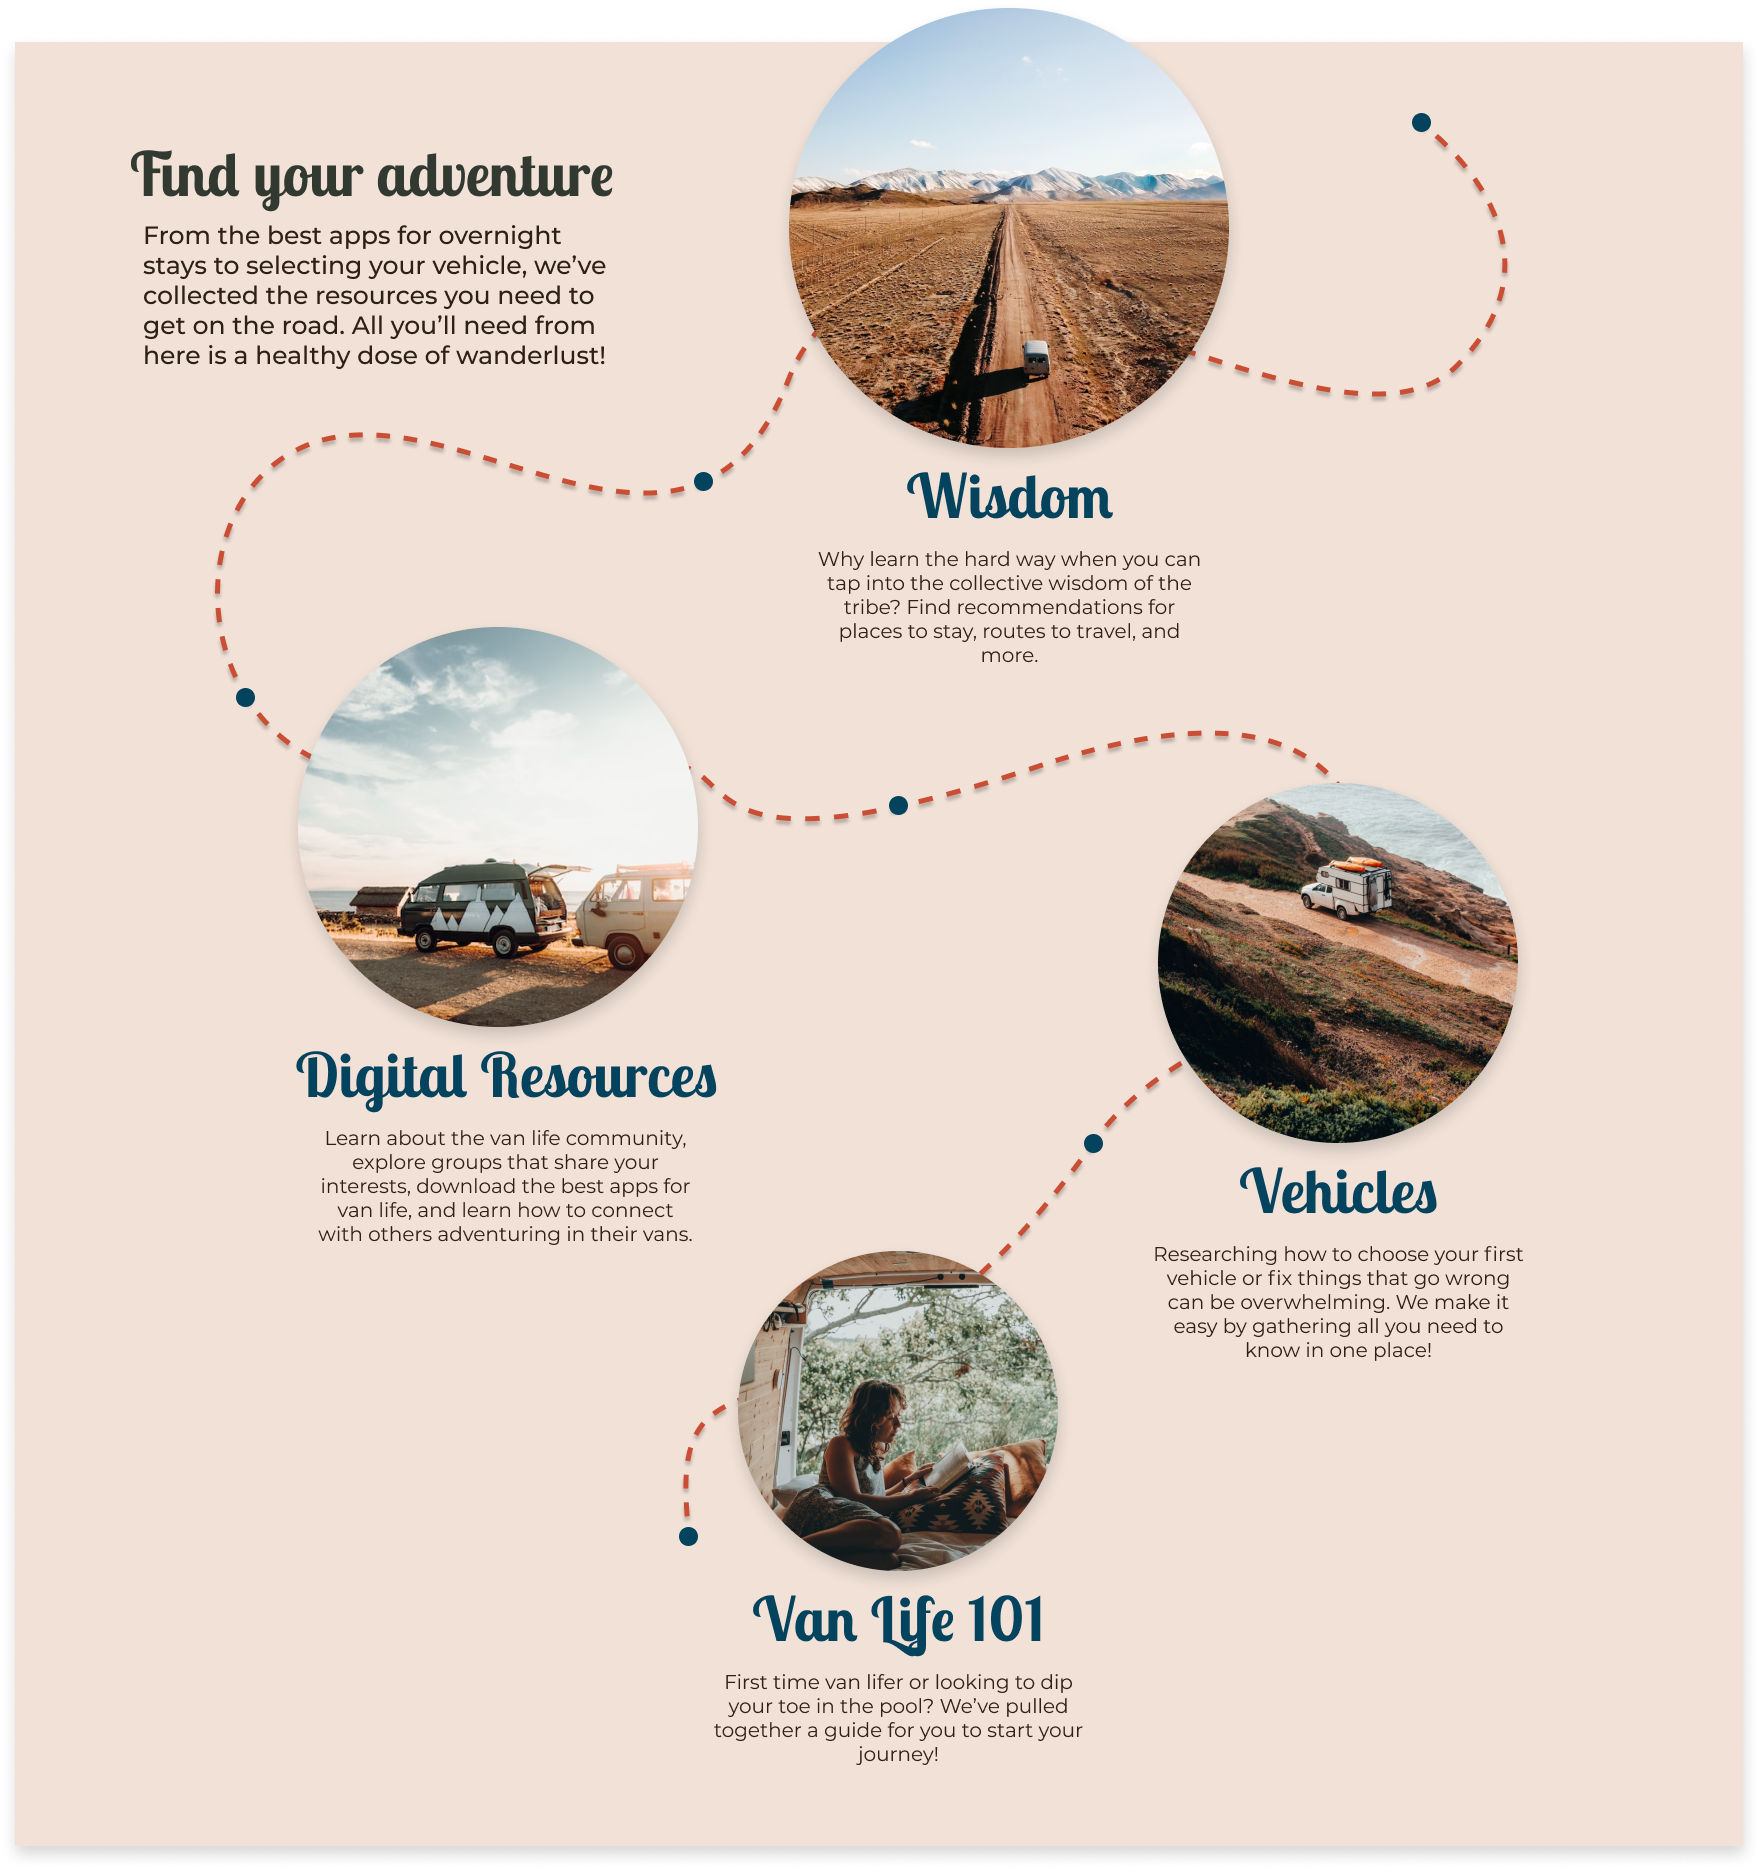 Find your adventure
From the best apps for overnight
stays to selecting your vehicle, we’ve
collected the resources you need to
get on the road. All you’ll need from
here is a healthy dose of wanderlust!
Wisdom
Why learn the hard way when you can
tap into the collective wisdom of the
tribe? Find recommendations for
places to stay, routes to travel, and
more.
Digital Resources
Learn about the van life community,
explore groups that share your
interests, download the best apps for
van life, and learn how to connect
with others adventuring in their vans.
Vehicles
Researching how to choose your first
vehicle or fix things that go wrong
can be overwhelming. We make it
easy by gathering all you need to
know in one place!
Van Life 101
First time van lifer or looking to dip
your toe in the pool? We’ve pulled
together a guide for you to start your
journey!